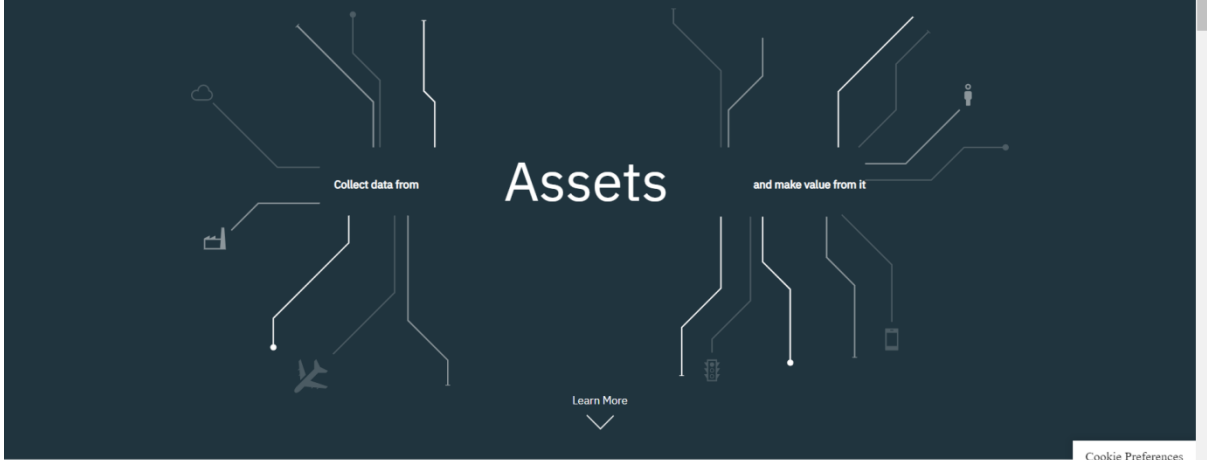 Collect data from Assets and make value from it
Learn More
Cookie Preferences